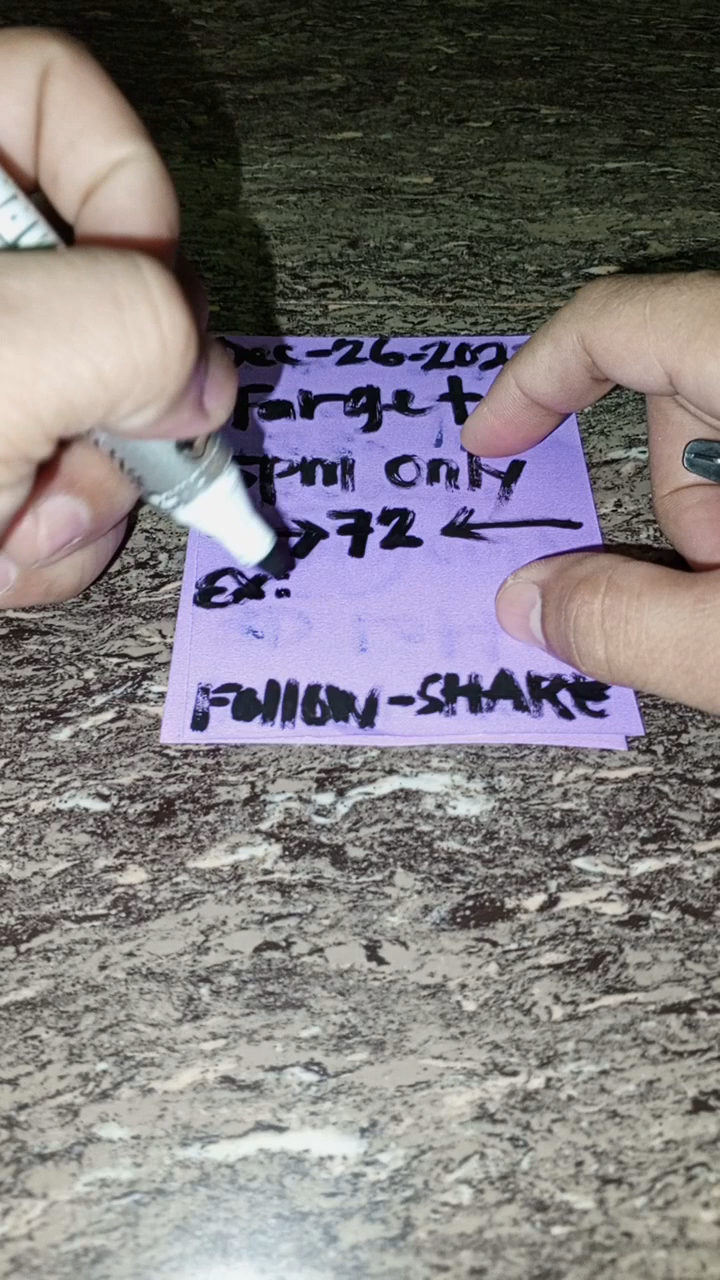 Dec-26-202
Target
5pm only
→72←
Ex:
Follow-SHARE